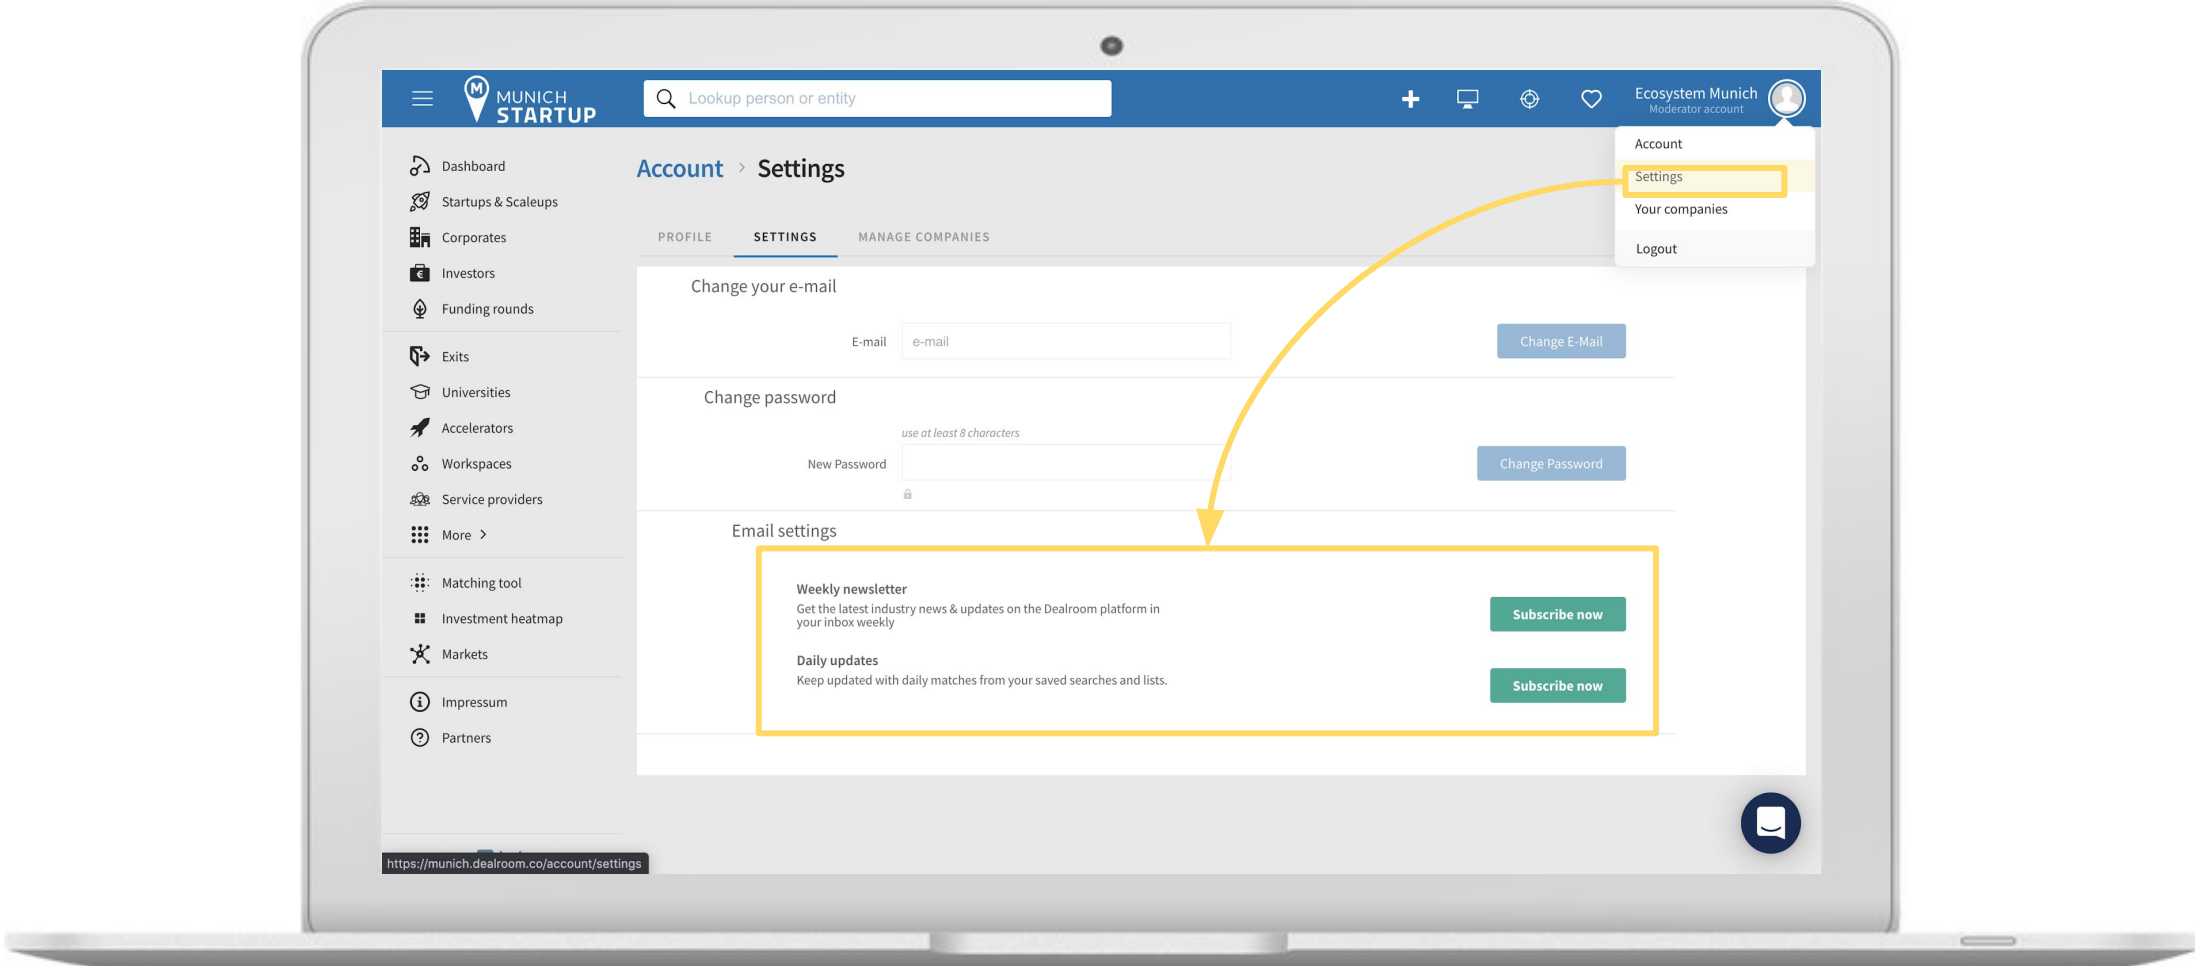 M
MUNICH
STARTUP
Lookup person or entity
Ecosystem Munich
Moderator account
Account
Settings
Your companies
Logout
Dashboard
Startups & Scaleups
Corporates
Investors
Funding rounds
Exits
Universities
Accelerators
Workspaces
Service providers
More
Matching tool
Investment heatmap
Markets
Impressum
Partners
https://munich.dealroom.co/account/settings
Account > Settings
PROFILE SETTINGS MANAGE COMPANIES
Change your e-mail
E-mail e-mail Change E-Mail
Change password
use at least 8 characters
New Password Change Password
Email settings
Weekly newsletter
Get the latest industry news & updates on the Dealroom platform in
your inbox weekly
Subscribe now
Daily updates
Keep updated with daily matches from your saved searches and lists.
Subscribe now